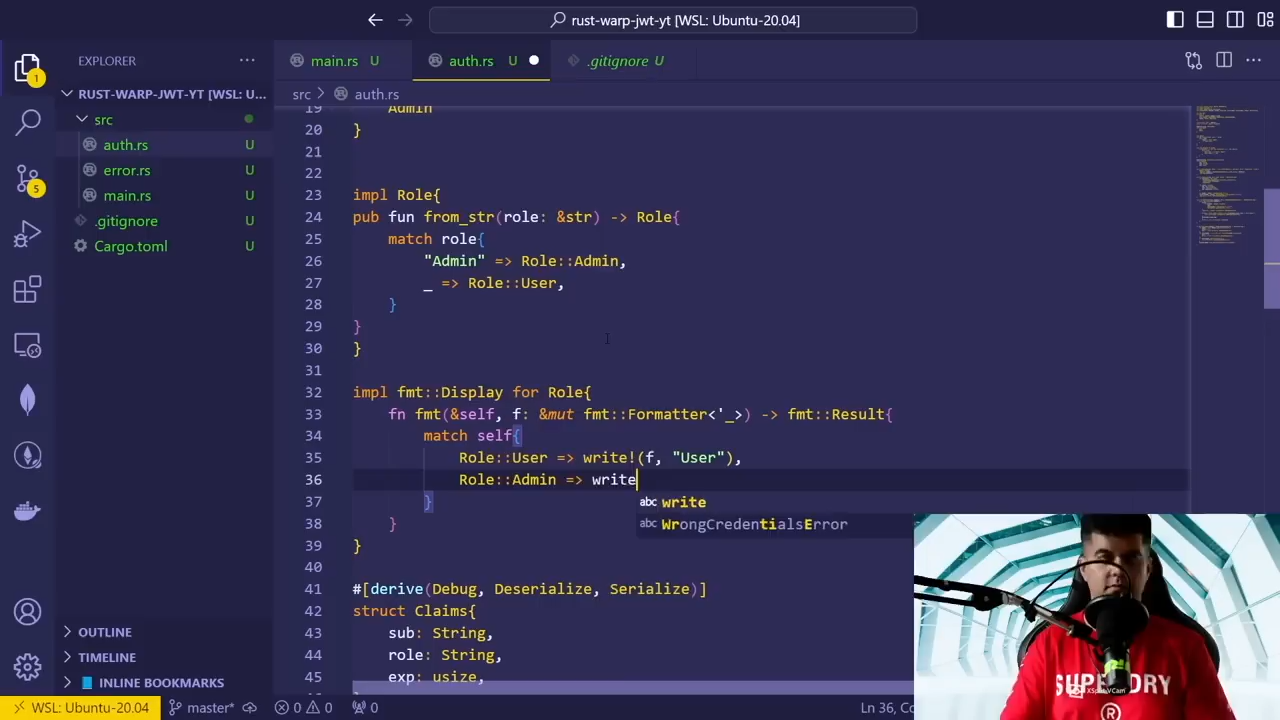 rust-warp-jwt-yt [WSL: Ubuntu-20.04]
EXPLORER
main.rs U
auth.rs U
.gitignore U
1
RUST-WARP-JWT-YT [WSL: U...
src > auth.rs
src
auth.rs U
error.rs U
main.rs U
.gitignore U
Cargo.toml U
5
19 Admin
20 }
21
22
23 impl Role{
24 pub fun from_str(role: &str) -> Role{
25 match role{
26 "Admin" => Role::Admin,
27 _ => Role::User,
28 }
29 }
30 }
31
32 impl fmt::Display for Role{
33 fn fmt(&self, f: &mut fmt::Formatter<'_>) -> fmt::Result{
34 match self{
35 Role::User => write!(f, "User"),
36 Role::Admin => write
37 }
abc write
38 }
abc WrongCredentialsError
39 }
40
41 #[derive(Debug, Deserialize, Serialize)]
42 struct Claims{
43 sub: String,
44 role: String,
45 exp: usize,
OUTLINE
TIMELINE
INLINE BOOKMARKS
WSL: Ubuntu-20.04
master*
0 0
0
Ln 36, Co
XSplit VCam